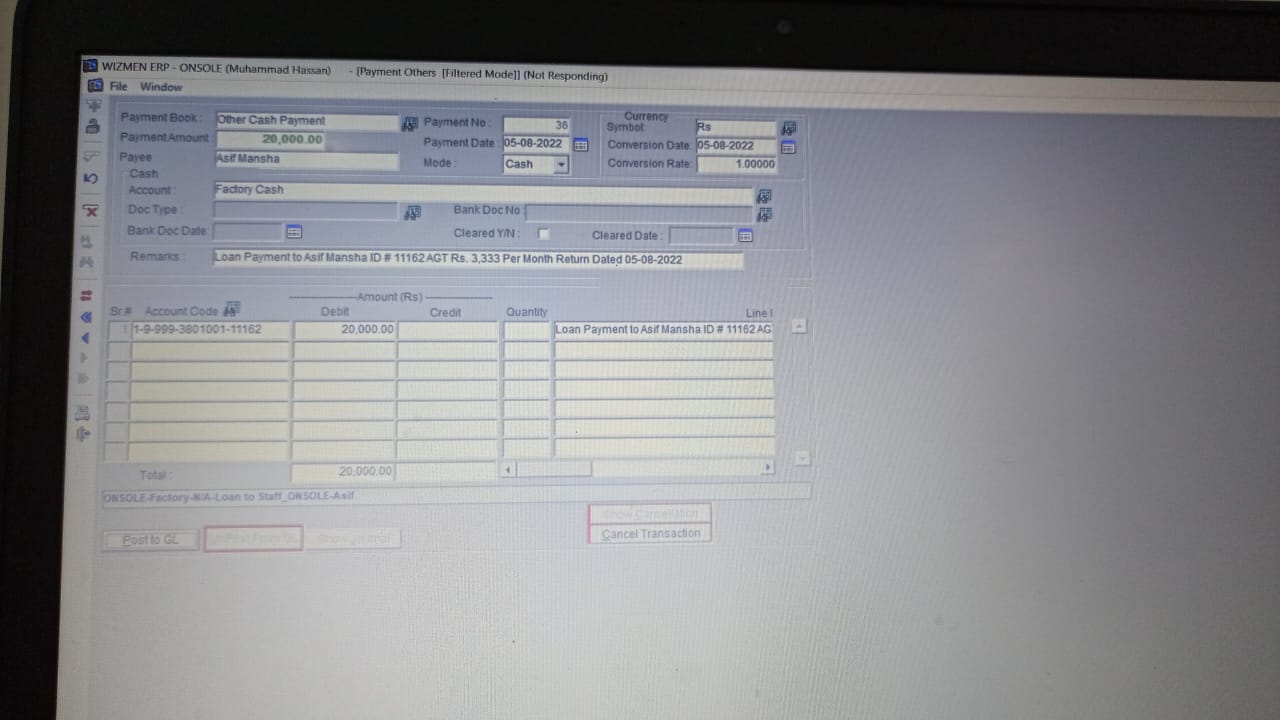 WIZMEN ERP - ONSOLE (Muhammad Hassan) - [Payment Others [Filtered Mode]] (Not Responding)
File Window
Payment Book : Other Cash Payment Payment No : 36 Currency Symbol: Rs
Payment Amount : 20,000.00 Payment Date : 05-08-2022 Conversion Date: 05-08-2022
Payee Asif Mansha Mode : Cash Conversion Rate: 1.00000
Cash
Account : Factory Cash
Doc Type : Bank Doc No :
Bank Doc Date: Cleared Y/N : Cleared Date :
Remarks : Loan Payment to Asif Mansha ID # 11162 AGT Rs. 3,333 Per Month Return Dated 05-08-2022
Amount (Rs)
Sr.# Account Code Debit Credit Quantity Line
1 1-9-999-3801001-11162 20,000.00 Loan Payment to Asif Mansha ID # 11162 AG
Total : 20,000.00
ONSOLE-Factory-N/A-Loan to Staff_ONSOLE-Asif
Show Cancellation
Post to GL Show Journal Cancel Transaction